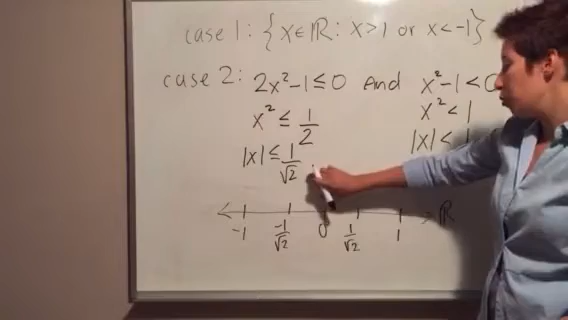 case 1: {x∈ℝ: x>1 or x<-1}
case 2: 2x²-1≤0 And x²-1<0
x² ≤ 1/2 x² < 1
|x| ≤ 1/√2 |x| < 1
ℝ
-1 -1/√2 0 1/√2 1